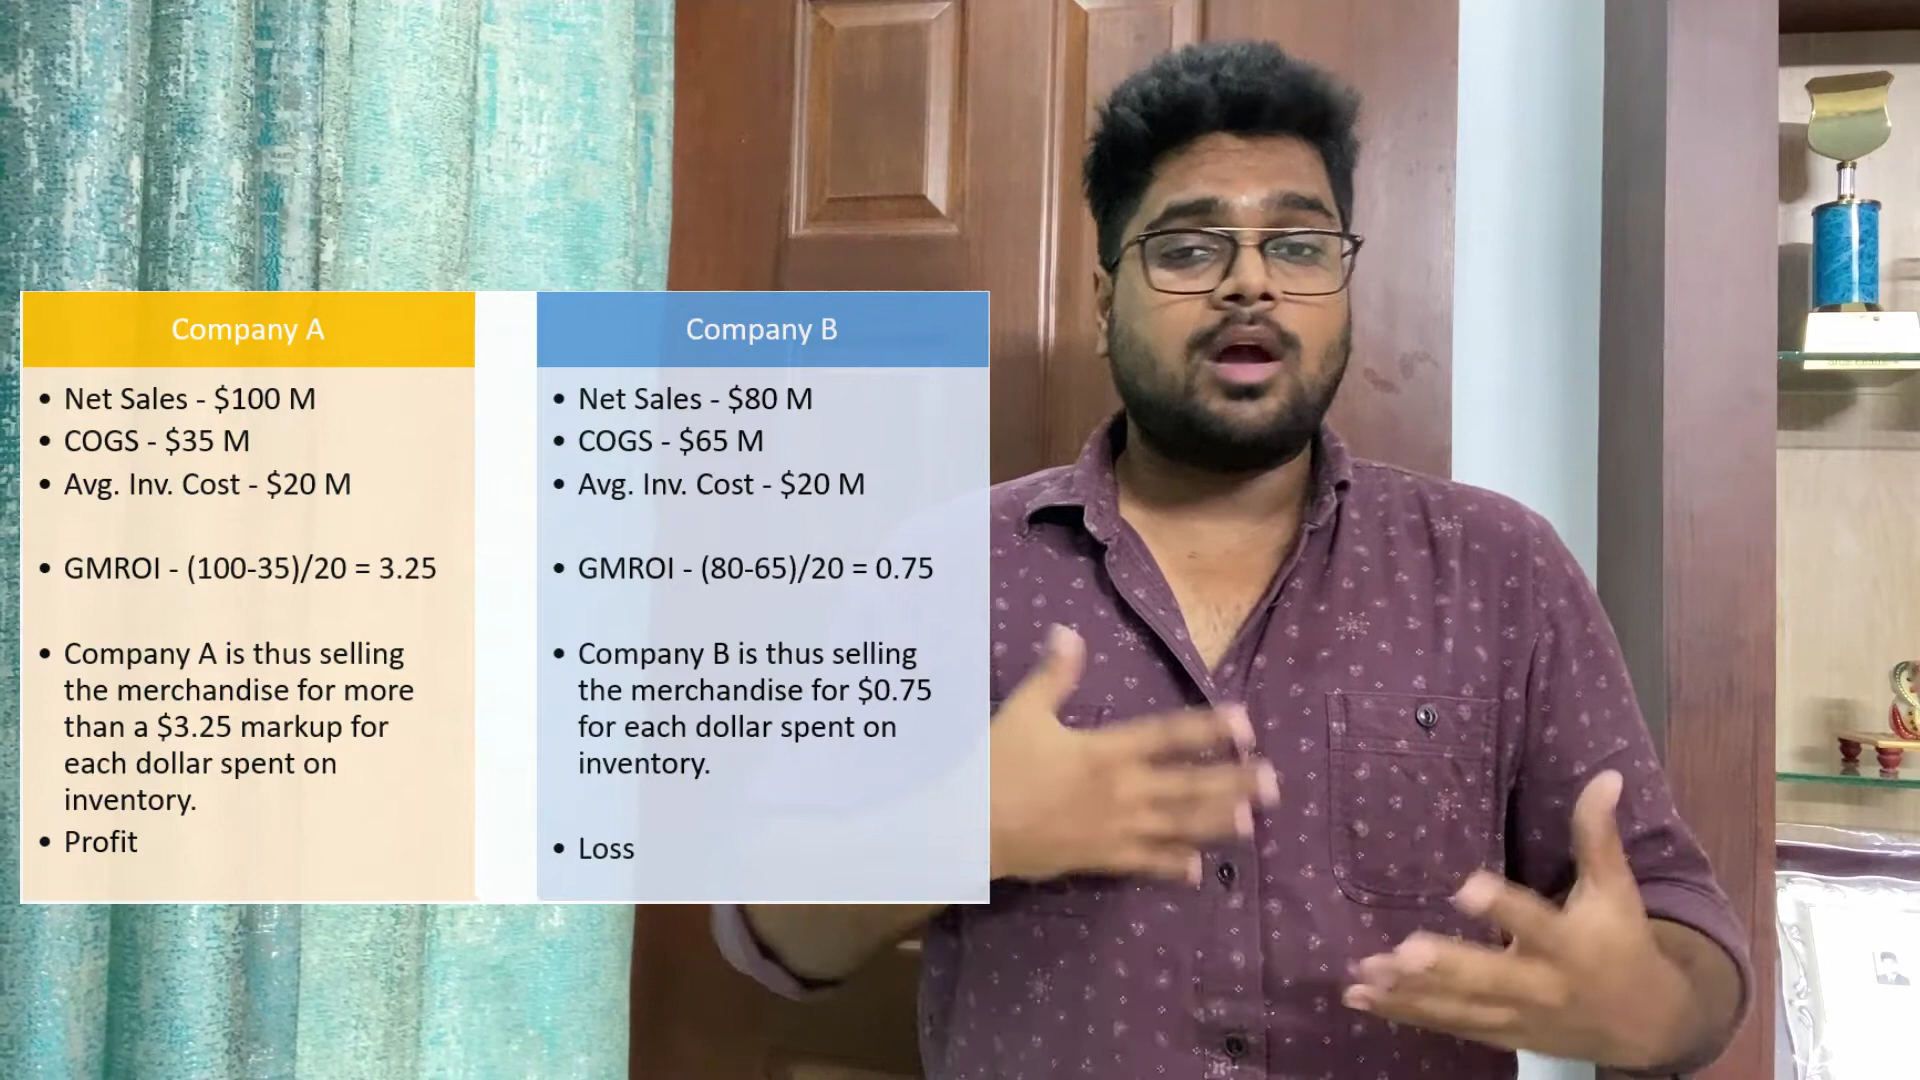 Company A
• Net Sales - $100 M
• COGS - $35 M
• Avg. Inv. Cost - $20 M
• GMROI - (100-35)/20 = 3.25
• Company A is thus selling
the merchandise for more
than a $3.25 markup for
each dollar spent on
inventory.
• Profit
Company B
• Net Sales - $80 M
• COGS - $65 M
• Avg. Inv. Cost - $20 M
• GMROI - (80-65)/20 = 0.75
• Company B is thus selling
the merchandise for $0.75
for each dollar spent on
inventory.
• Loss